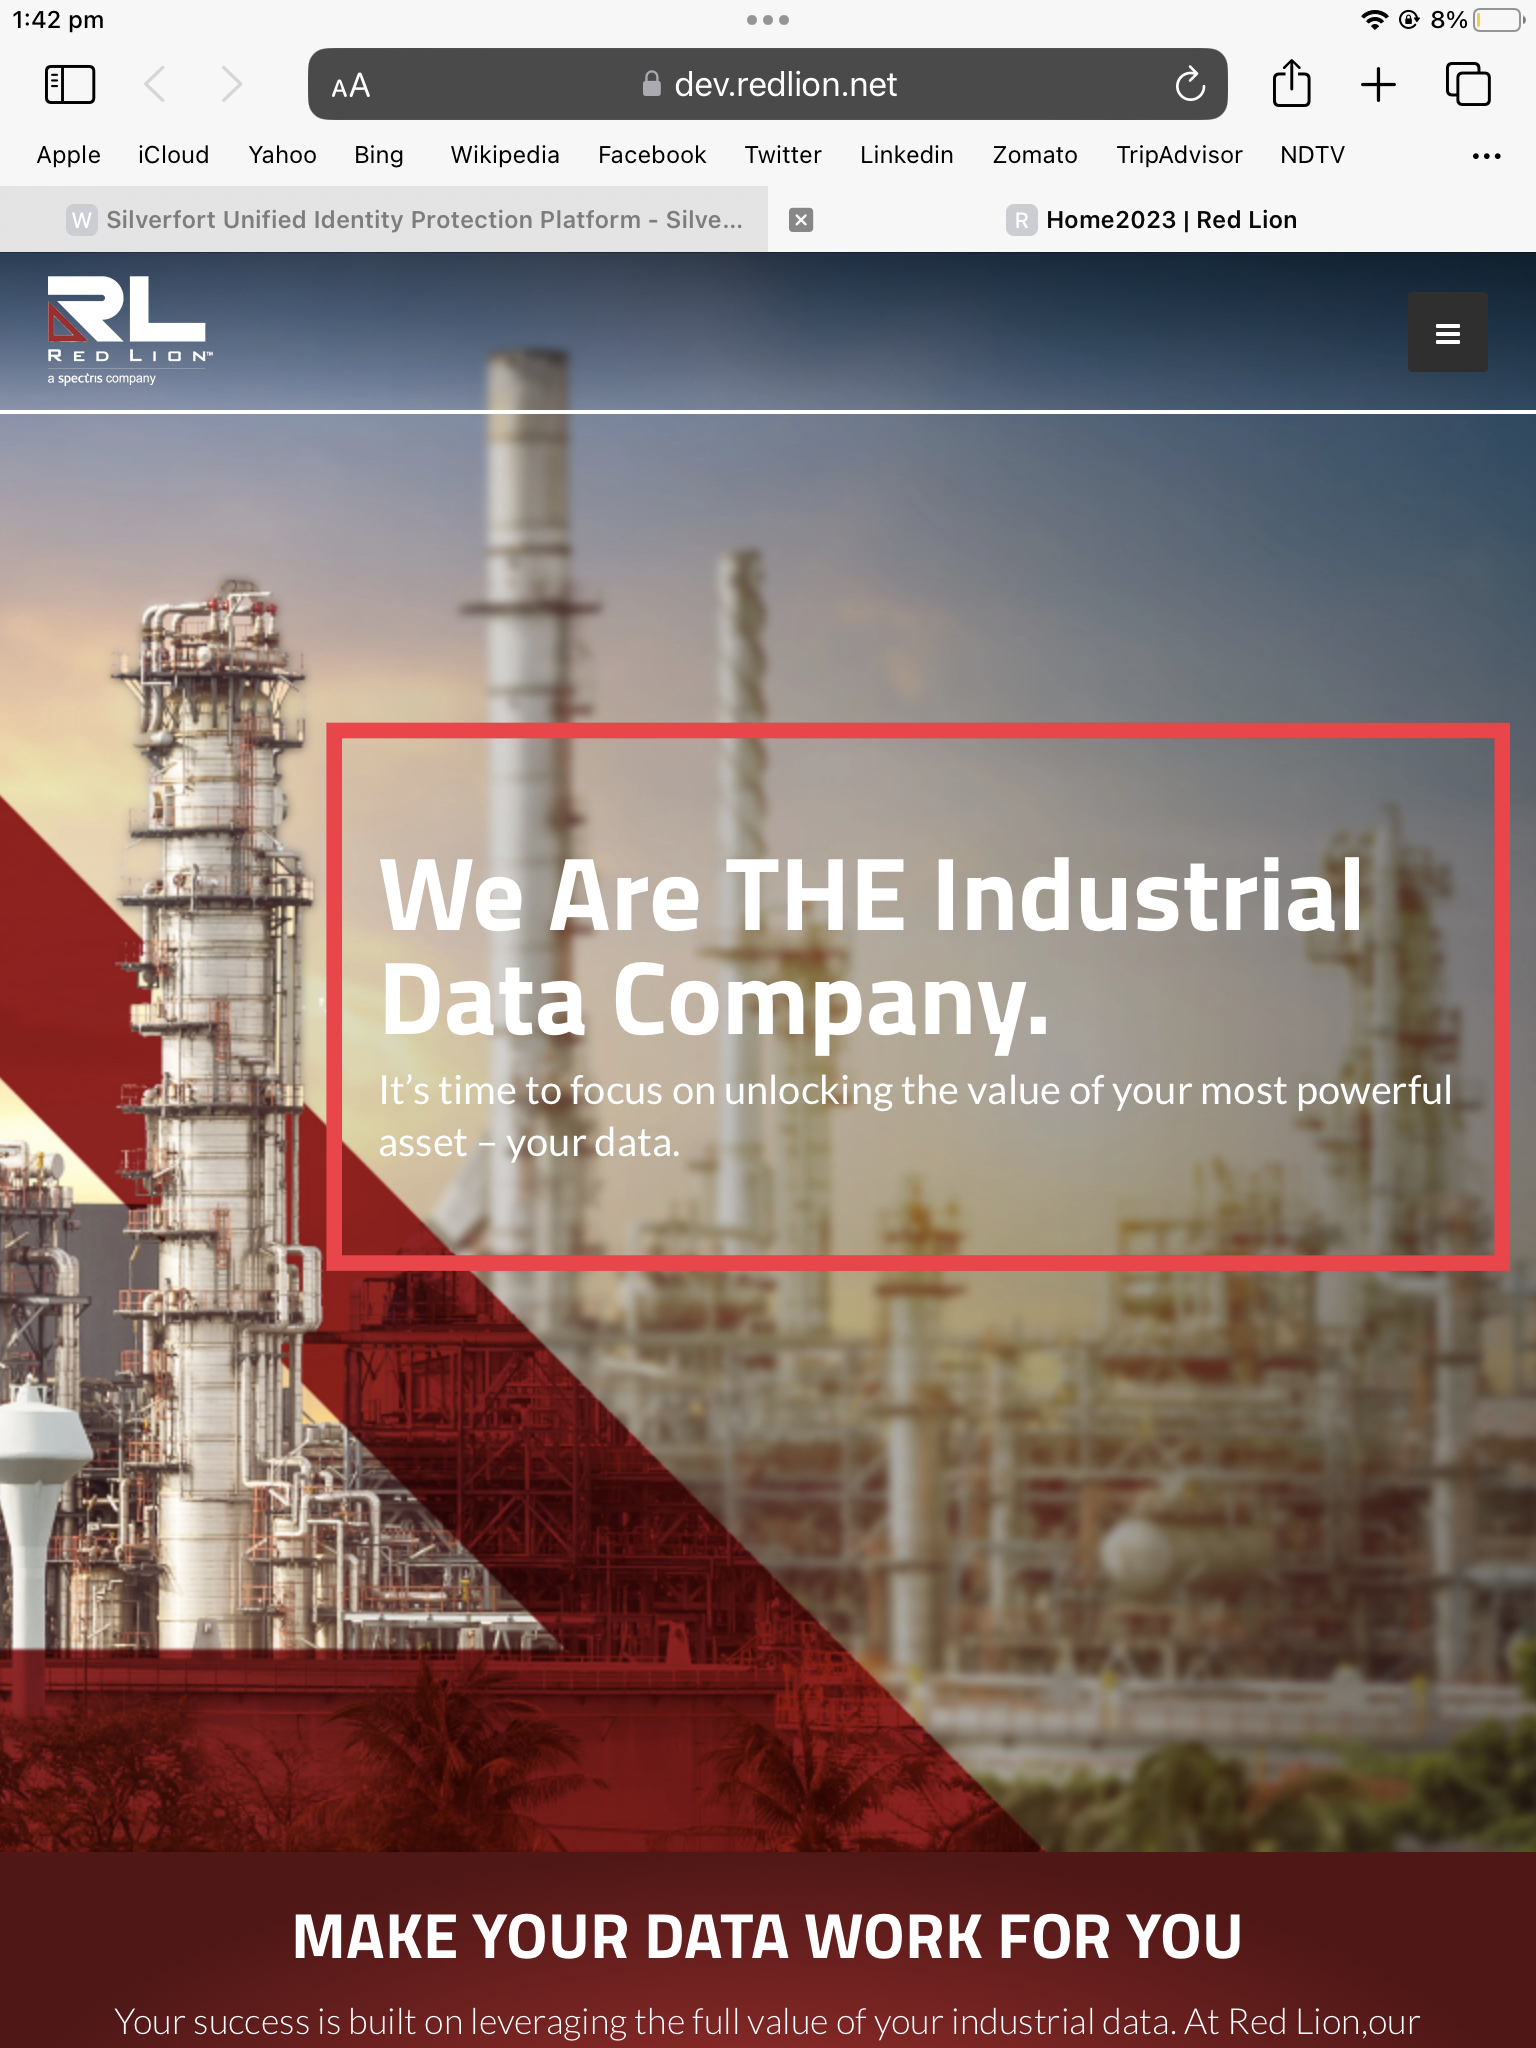 1:42 pm
8%
AA
dev.redlion.net
Apple iCloud Yahoo Bing Wikipedia Facebook Twitter Linkedin Zomato TripAdvisor NDTV
W Silverfort Unified Identity Protection Platform - Silve...
R Home2023 | Red Lion
RL
RED LION™
a spectris company
We Are THE Industrial
Data Company.
It’s time to focus on unlocking the value of your most powerful
asset – your data.
MAKE YOUR DATA WORK FOR YOU
Your success is built on leveraging the full value of your industrial data. At Red Lion,our